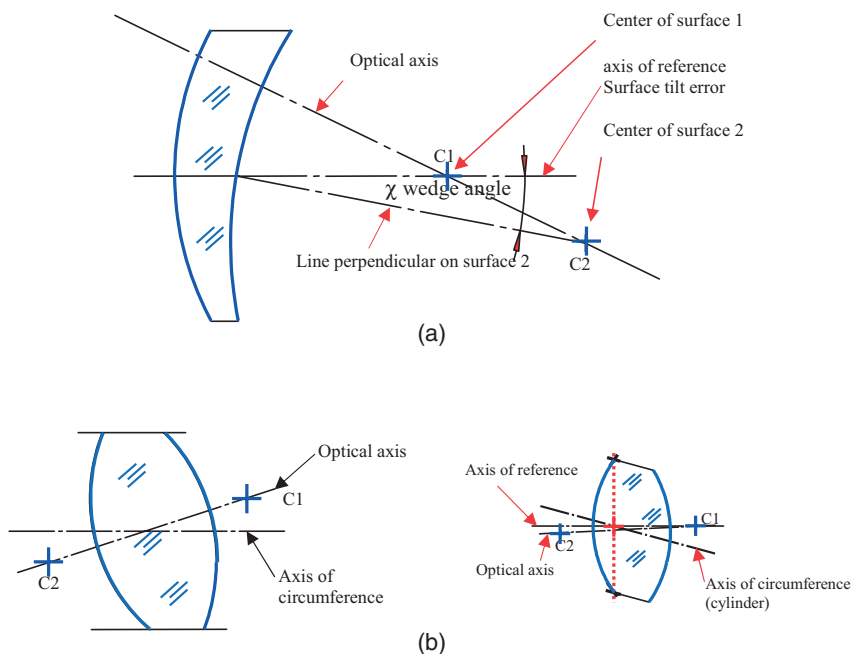 Center of surface 1
Optical axis
axis of reference
Surface tilt error
Center of surface 2
C1
χ wedge angle
Line perpendicular on surface 2
C2
(a)
Optical axis
C1
C2
Axis of
circumference
Axis of reference
C1
C2
Optical axis
Axis of circumference
(cylinder)
(b)